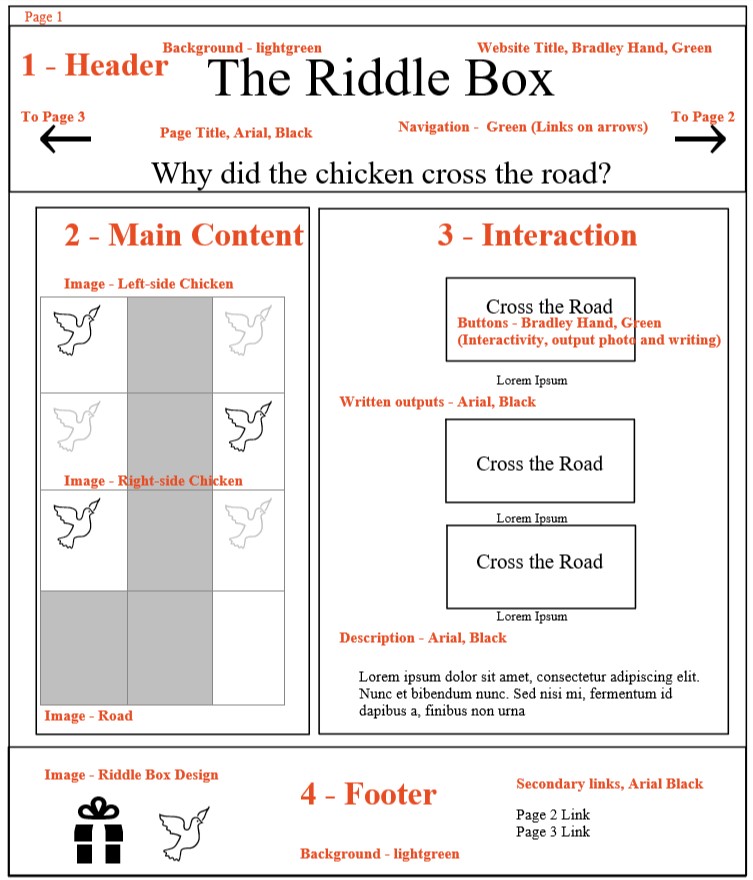 Page 1
Background - lightgreen
Website Title, Bradley Hand, Green
1 - Header
The Riddle Box
To Page 3
To Page 2
Page Title, Arial, Black
Navigation - Green (Links on arrows)
Why did the chicken cross the road?
2 - Main Content
Image - Left-side Chicken
Image - Right-side Chicken
Image - Road
3 - Interaction
Cross the Road
Buttons - Bradley Hand, Green
(Interactivity, output photo and writing)
Lorem Ipsum
Written outputs - Arial, Black
Cross the Road
Lorem Ipsum
Cross the Road
Lorem Ipsum
Description - Arial, Black
Lorem ipsum dolor sit amet, consectetur adipiscing elit.
Nunc et bibendum nunc. Sed nisi mi, fermentum id
dapibus a, finibus non urna
Image - Riddle Box Design
4 - Footer
Background - lightgreen
Secondary links, Arial Black
Page 2 Link
Page 3 Link